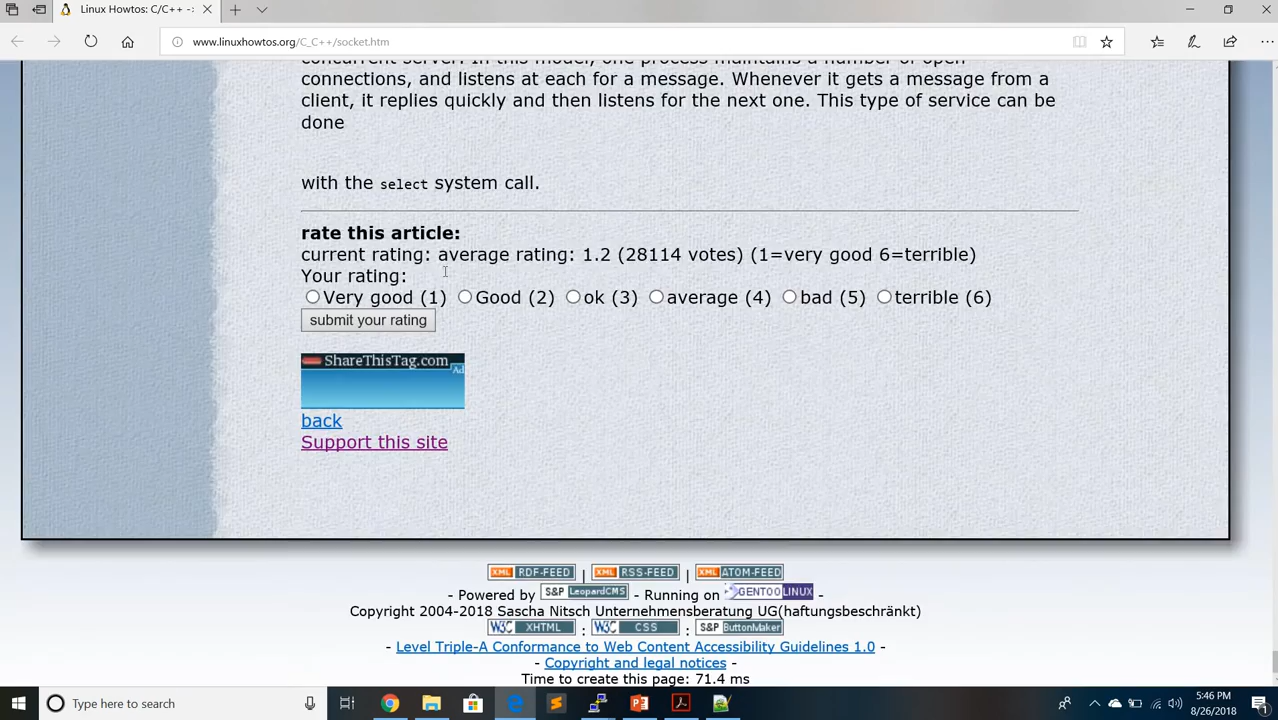 Linux Howtos: C/C++ ->
www.linuxhowtos.org/C_C++/socket.htm
concurrent server. In this model, one process maintains a number of open
connections, and listens at each for a message. Whenever it gets a message from a
client, it replies quickly and then listens for the next one. This type of service can be
done
with the select system call.
rate this article:
current rating: average rating: 1.2 (28114 votes) (1=very good 6=terrible)
Your rating:
Very good (1) Good (2) ok (3) average (4) bad (5) terrible (6)
submit your rating
ShareThisTag.com
Ad
back
Support this site
XML RDF-FEED | XML RSS-FEED | XML ATOM-FEED
- Powered by S&P LeopardCMS - Running on GENTOO LINUX -
Copyright 2004-2018 Sascha Nitsch Unternehmensberatung UG(haftungsbeschränkt)
W3C XHTML : W3C CSS : S&P ButtonMaker
- Level Triple-A Conformance to Web Content Accessibility Guidelines 1.0 -
- Copyright and legal notices -
Time to create this page: 71.4 ms
Type here to search
5:46 PM
8/26/2018